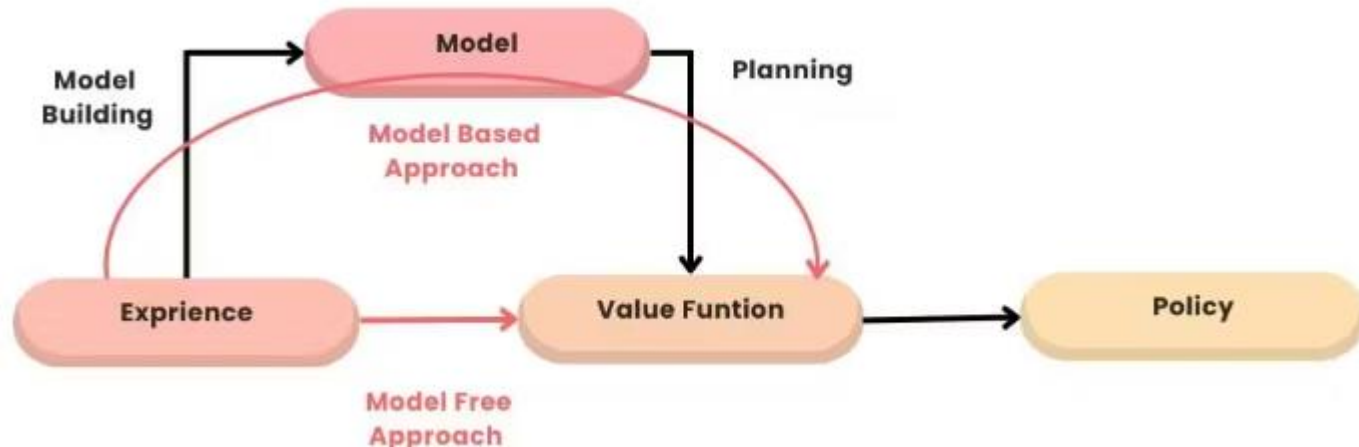 Model
Model
Building
Planning
Model Based
Approach
Exprience
Value Funtion
Policy
Model Free
Approach